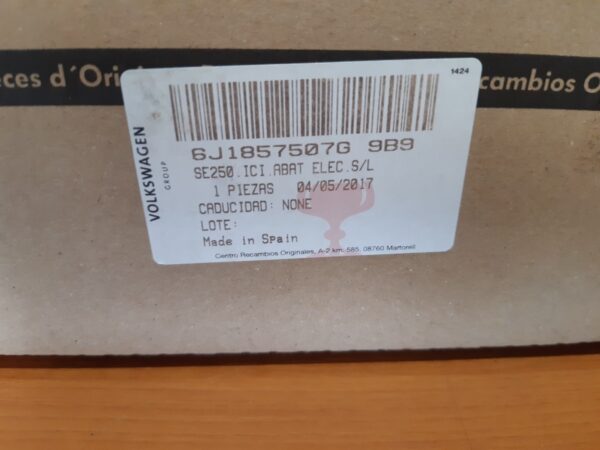 ces d'Ori
cambios O
1424
VOLKSWAGEN
GROUP
6J1857507G 9B9
SE250.ICI.ABAT ELEC.S/L
1 PIEZAS 04/05/2017
CADUCIDAD: NONE
LOTE:
Made in Spain
Centro Recambios Originales, A-2 km. 585, 08760 Martorell